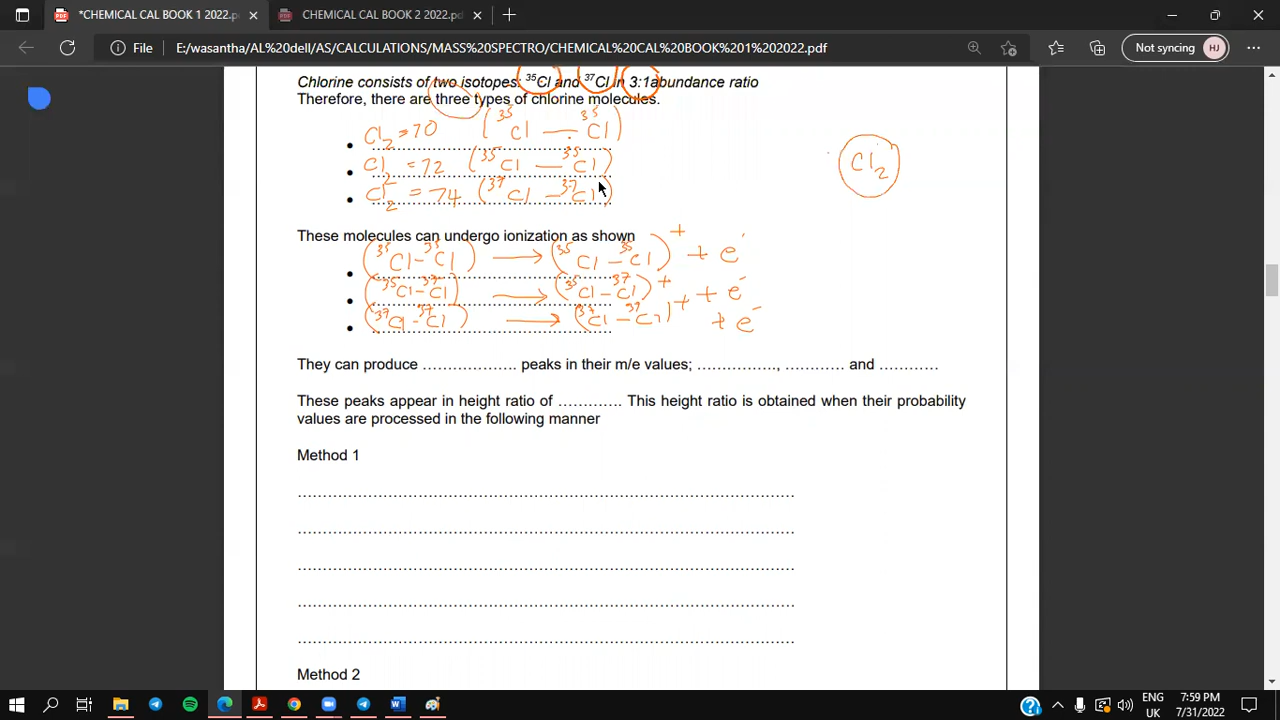 *CHEMICAL CAL BOOK 1 2022.p
CHEMICAL CAL BOOK 2 2022.pdf
File
E:/wasantha/AL%20dell/AS/CALCULATIONS/MASS%20SPECTRO/CHEMICAL%20CAL%20BOOK%201%202022.pdf
Not syncing
HJ
Chlorine consists of two isotopes: ³⁵Cl and ³⁷Cl in 3:1abundance ratio
Therefore, there are three types of chlorine molecules.
• Cl₂ = 70 (³⁵Cl — ³⁵Cl)
• Cl₂ = 72 (³⁵Cl — ³⁵Cl)
• Cl₂ = 74 (³⁷Cl — ³⁷Cl)
Cl₂
These molecules can undergo ionization as shown
• (³⁵Cl-³⁵Cl) → (³⁵Cl-³⁵Cl)⁺ + e⁻
• (³⁵Cl-³⁷Cl) → (³⁵Cl-³⁷Cl)⁺ + e⁻
• (³⁷Cl-³⁷Cl) → (³⁷Cl-³⁷Cl)⁺ + e⁻
They can produce ………………. peaks in their m/e values; ……………., ………… and …………
These peaks appear in height ratio of …………. This height ratio is obtained when their probability
values are processed in the following manner
Method 1
Method 2
ENG
UK
7:59 PM
7/31/2022